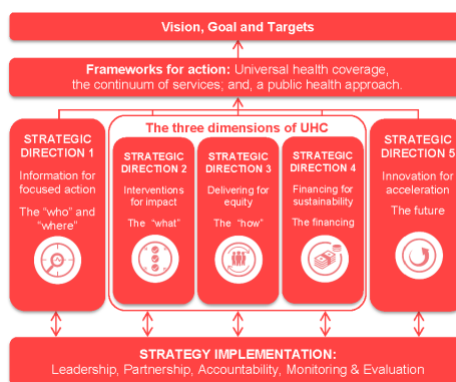 Vision, Goal and Targets
Frameworks for action: Universal health coverage,
the continuum of services; and, a public health approach.
The three dimensions of UHC
STRATEGIC
DIRECTION 1
Information for
focused action
The "who" and
"where"
STRATEGIC
DIRECTION 2
Interventions
for impact
The "what"
STRATEGIC
DIRECTION 3
Delivering for
equity
The "how"
STRATEGIC
DIRECTION 4
Financing for
sustainability
The financing
STRATEGIC
DIRECTION 5
Innovation for
acceleration
The future
STRATEGY IMPLEMENTATION:
Leadership, Partnership, Accountability, Monitoring & Evaluation